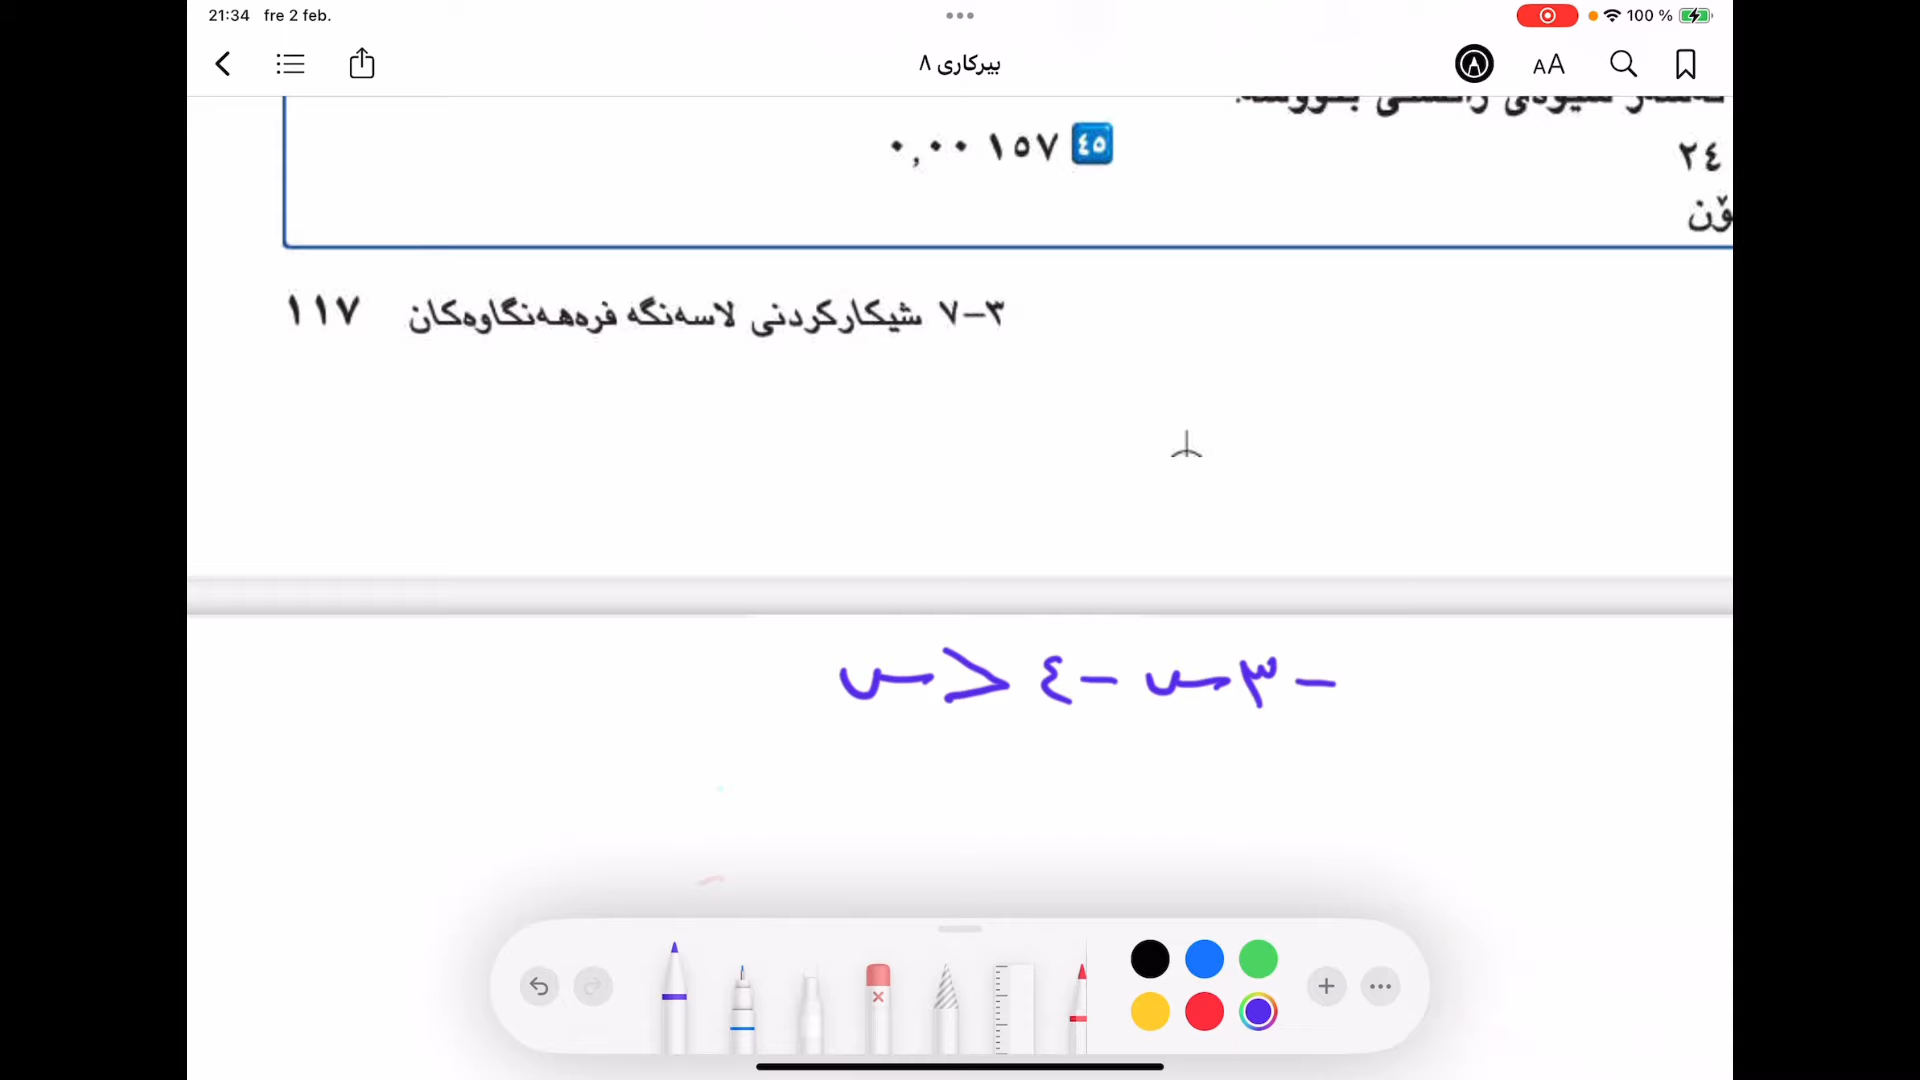 21:34 fre 2 feb.
100 %
بیرکاری ٨
AA
٤٥ ٠,٠٠ ١٥٧
٢٤
ۆن
٣–٧ شیکارکردنی لاسەنگە فرەهەنگاوەکان ١١٧
- ٣س - ٤ > س